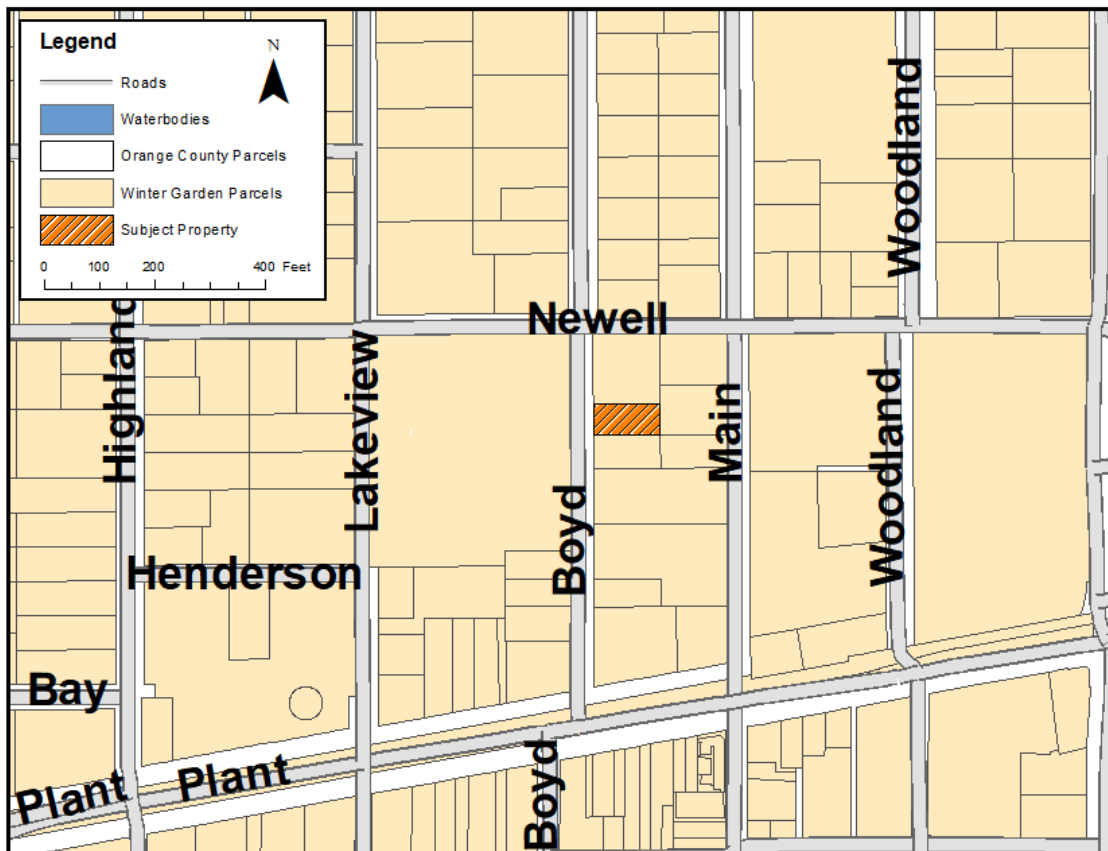 Legend
N
Roads
Waterbodies
Orange County Parcels
Winter Garden Parcels
Subject Property
0 100 200 400 Feet
Woodland
Highland
Newell
Lakeview
Main
Woodland
Boyd
Henderson
Bay
Plant
Plant
Boyd